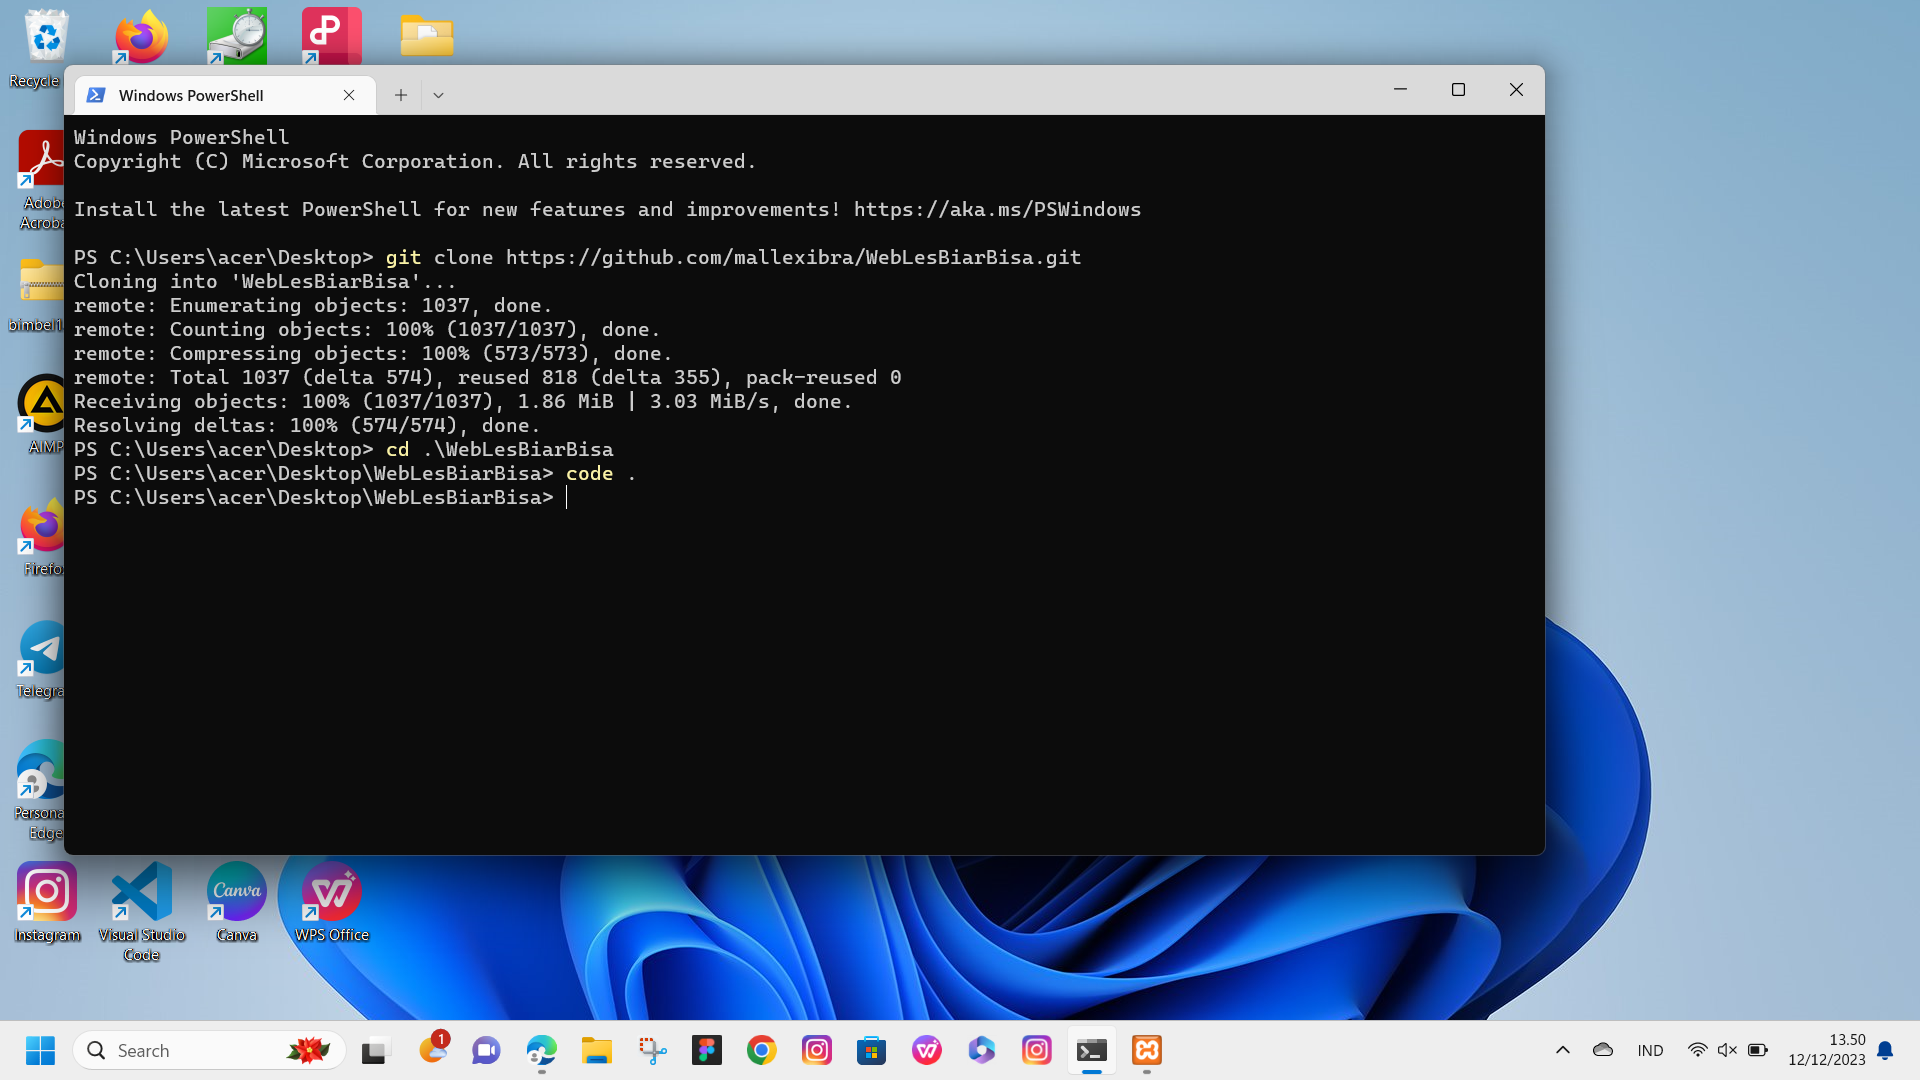 Recycle
Windows PowerShell
Windows PowerShell
Copyright (C) Microsoft Corporation. All rights reserved.
Install the latest PowerShell for new features and improvements! https://aka.ms/PSWindows
PS C:\Users\acer\Desktop> git clone https://github.com/mallexibra/WebLesBiarBisa.git
Cloning into 'WebLesBiarBisa'...
remote: Enumerating objects: 1037, done.
remote: Counting objects: 100% (1037/1037), done.
remote: Compressing objects: 100% (573/573), done.
remote: Total 1037 (delta 574), reused 818 (delta 355), pack-reused 0
Receiving objects: 100% (1037/1037), 1.86 MiB | 3.03 MiB/s, done.
Resolving deltas: 100% (574/574), done.
PS C:\Users\acer\Desktop> cd .\WebLesBiarBisa
PS C:\Users\acer\Desktop\WebLesBiarBisa> code .
PS C:\Users\acer\Desktop\WebLesBiarBisa>
Adobe
Acroba
bimbel1
AIMP
Firefo
Telegra
Persona
Edge
Instagram
Visual Studio
Code
Canva
Canva
WPS Office
Search
1
IND
13.50
12/12/2023